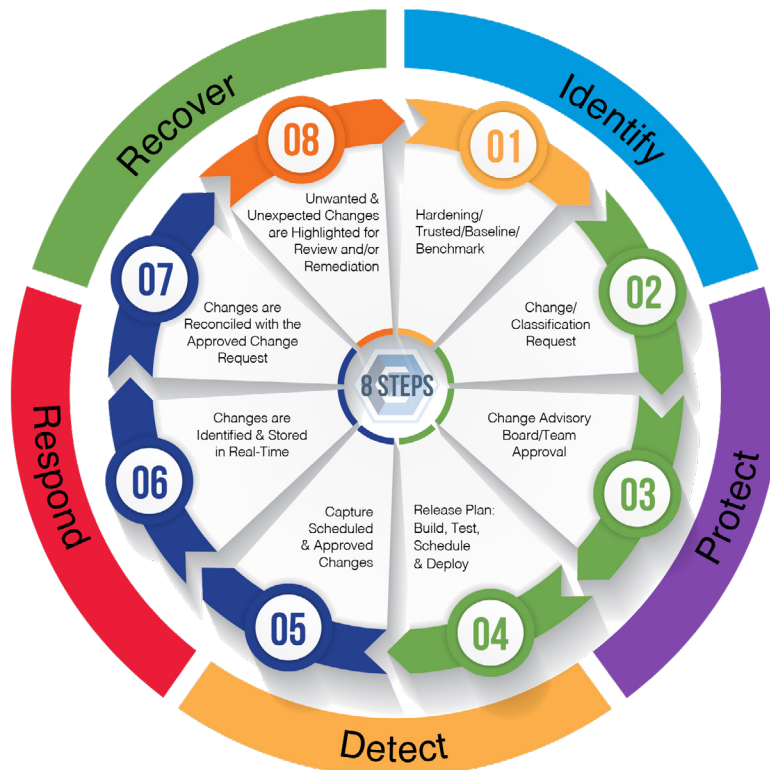 Identify
Protect
Detect
Respond
Recover
01
Hardening/
Trusted/Baseline/
Benchmark
02
Change/
Classification
Request
03
Change Advisory
Board/Team
Approval
04
Release Plan:
Build, Test,
Schedule
& Deploy
05
Capture
Scheduled
& Approved
Changes
06
Changes are
Identified & Stored
in Real-Time
07
Changes are
Reconciled with the
Approved Change
Request
08
Unwanted &
Unexpected Changes
are Highlighted for
Review and/or
Remediation
8 STEPS